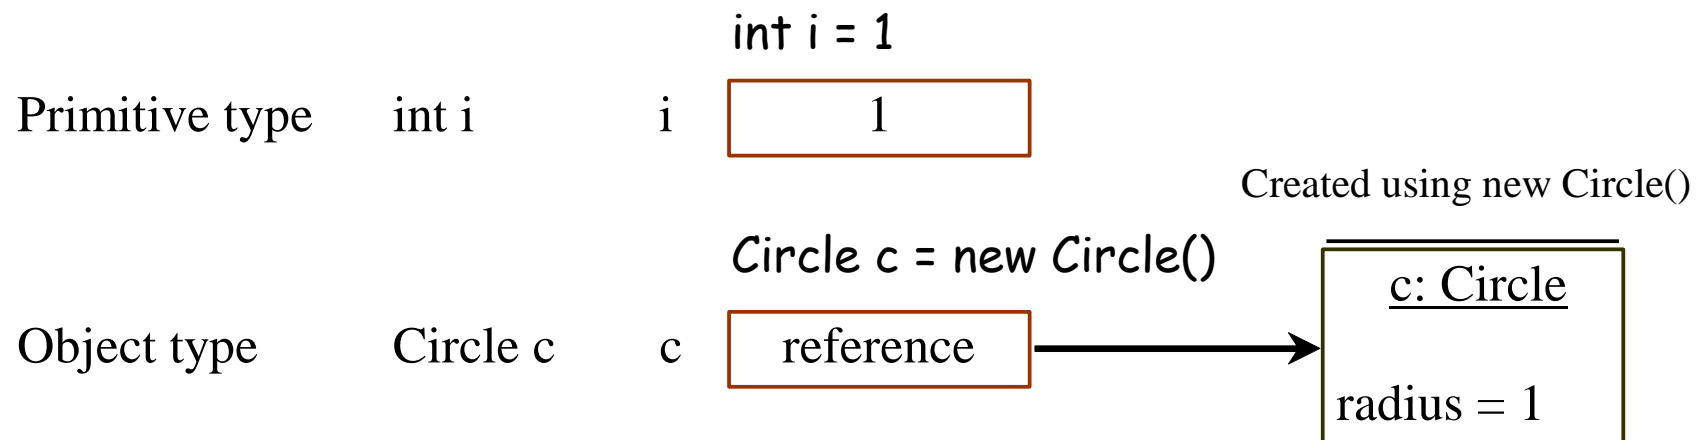 int i = 1
Primitive type int i i 1
Created using new Circle()
Circle c = new Circle()
c: Circle
Object type Circle c c reference
radius = 1